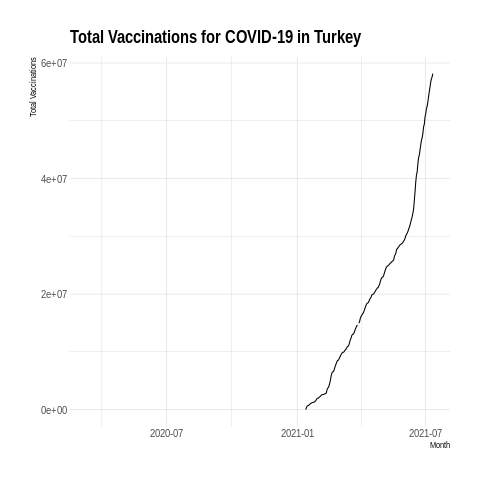 Total Vaccinations for COVID-19 in Turkey
Total Vaccinations
6e+07
4e+07
2e+07
0e+00
2020-07
2021-01
2021-07
Month